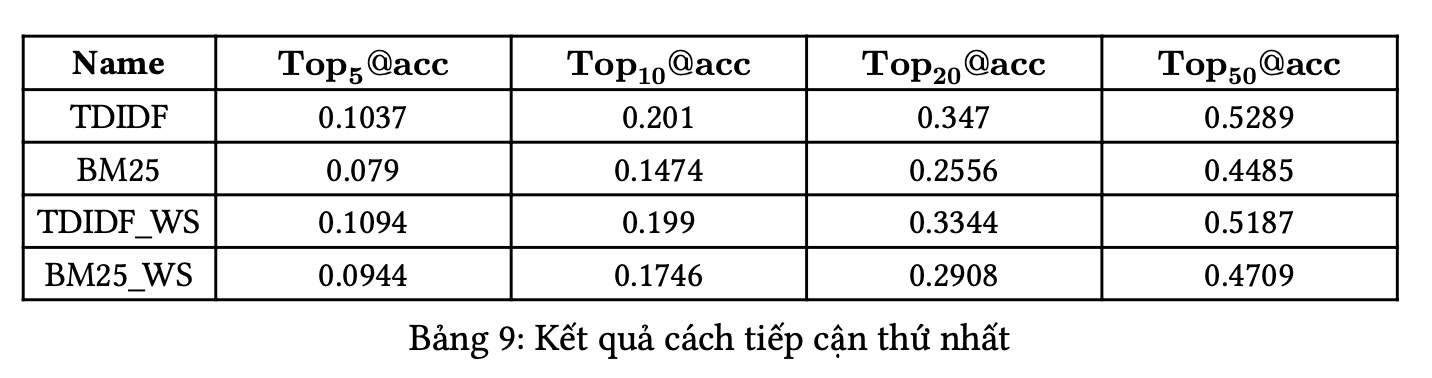 Name Top5@acc Top10@acc Top20@acc Top50@acc
TDIDF 0.1037 0.201 0.347 0.5289
BM25 0.079 0.1474 0.2556 0.4485
TDIDF_WS 0.1094 0.199 0.3344 0.5187
BM25_WS 0.0944 0.1746 0.2908 0.4709
Bảng 9: Kết quả cách tiếp cận thứ nhất